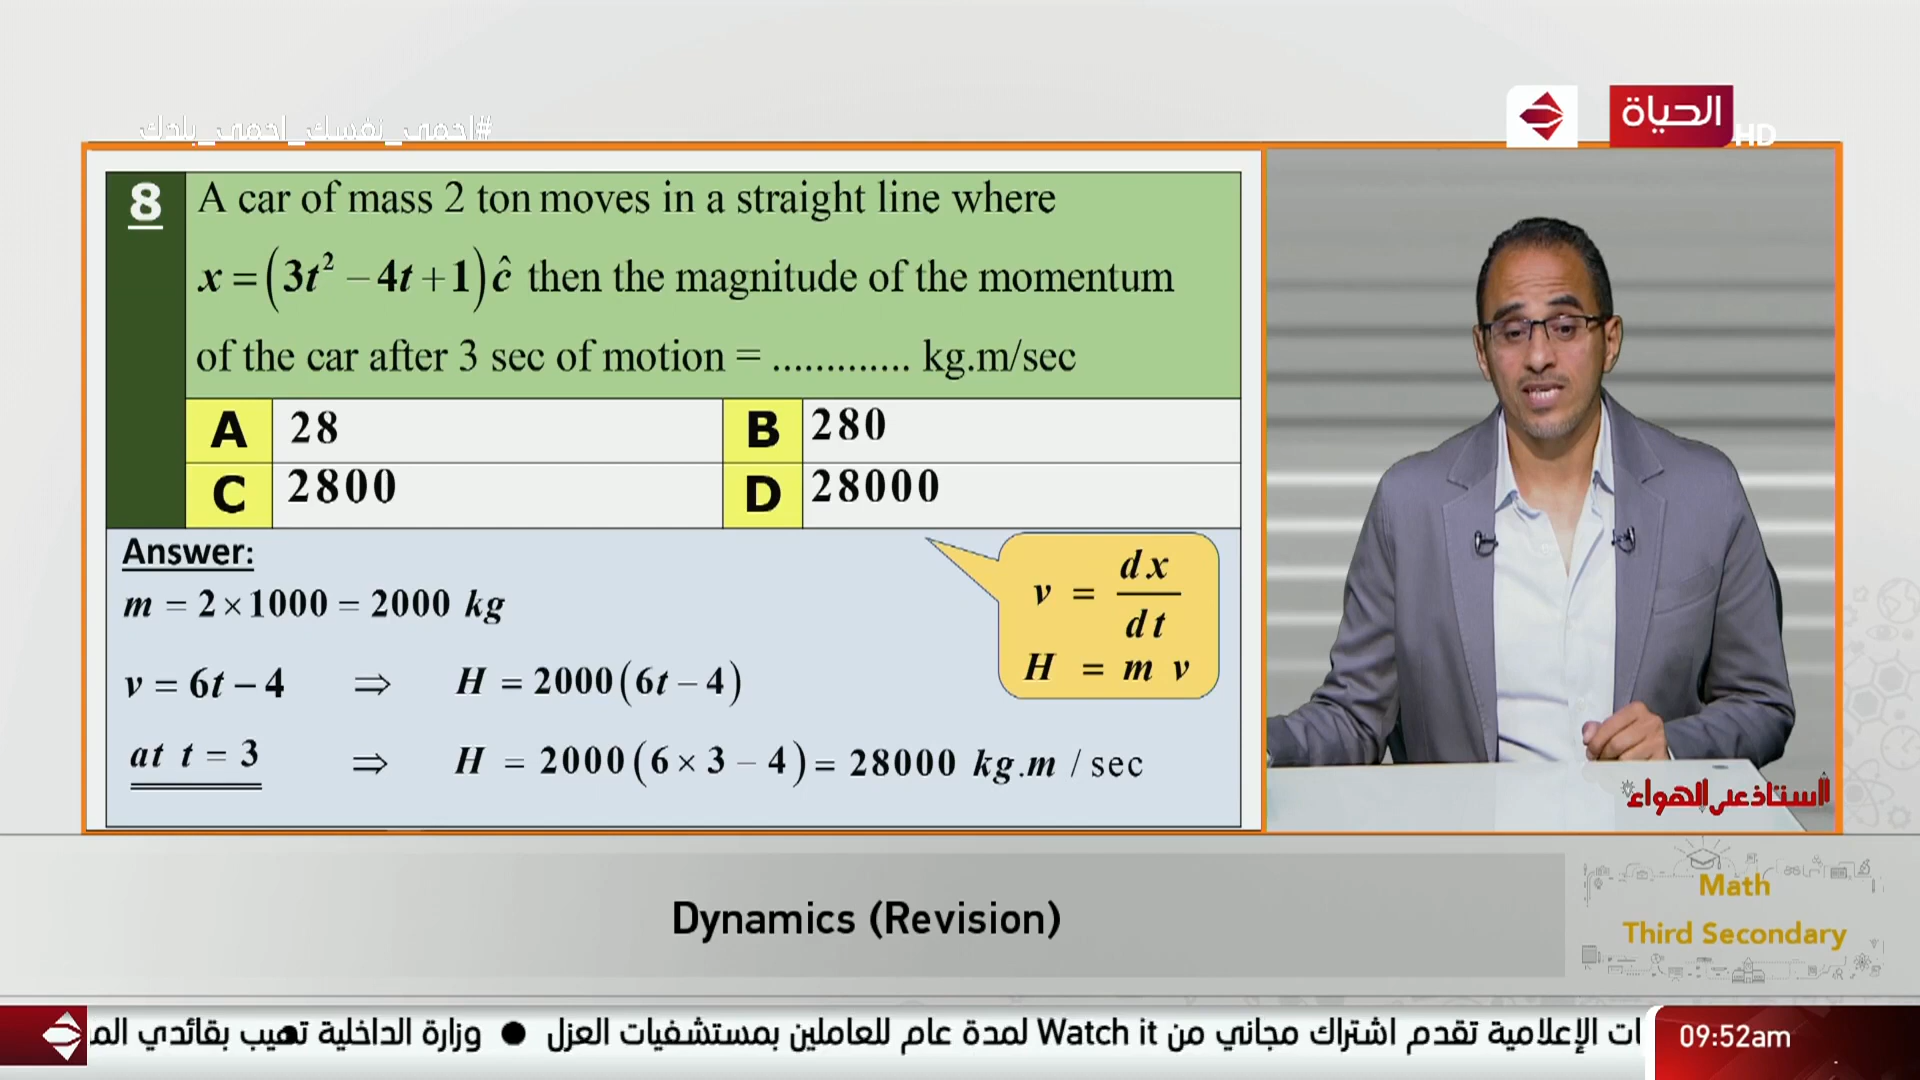 #احمي_نفسك_احمي_بلدك
الحياة
HD
8
A car of mass 2 ton moves in a straight line where
x = (3t² – 4t + 1) ĉ then the magnitude of the momentum
of the car after 3 sec of motion = ............. kg.m/sec
A 28 B 280
C 2800 D 28000
Answer:
m = 2 × 1000 = 2000 kg
v = dx/dt
H = m v
v = 6t – 4 ⇒ H = 2000(6t – 4)
at t = 3 ⇒ H = 2000(6 × 3 – 4) = 28000 kg.m / sec
أستاذ على الهواء
Dynamics (Revision)
Math
Third Secondary
ات الإعلامية تقدم اشتراك مجاني من Watch it لمدة عام للعاملين بمستشفيات العزل ● وزارة الداخلية تهيب بقائدي
09:52am